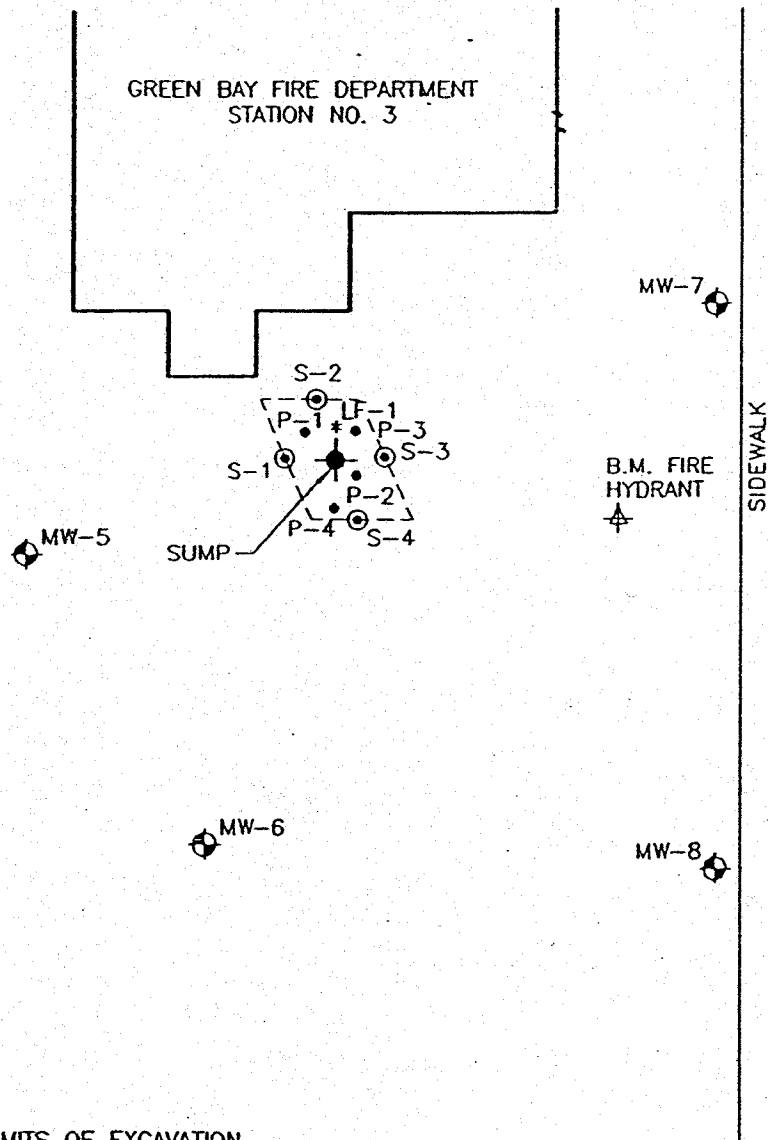 GREEN BAY FIRE DEPARTMENT
STATION NO. 3
MW-7
S-2
P-1
LF-1
P-3
S-1
S-3
P-2
P-4
S-4
SUMP
B.M. FIRE
HYDRANT
SIDEWALK
MW-5
MW-6
MW-8
OF EXCAVATION